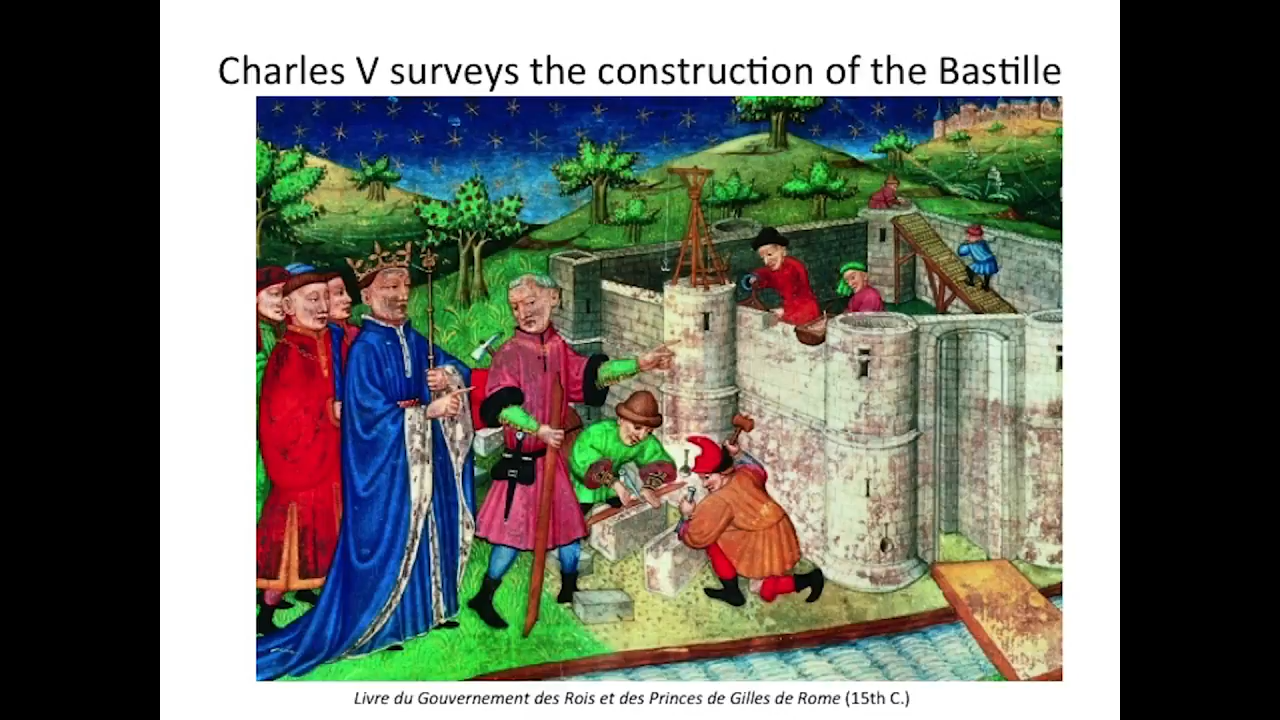 Charles V surveys the construction of the Bastille
Livre du Gouvernement des Rois et des Princes de Gilles de Rome (15th C.)